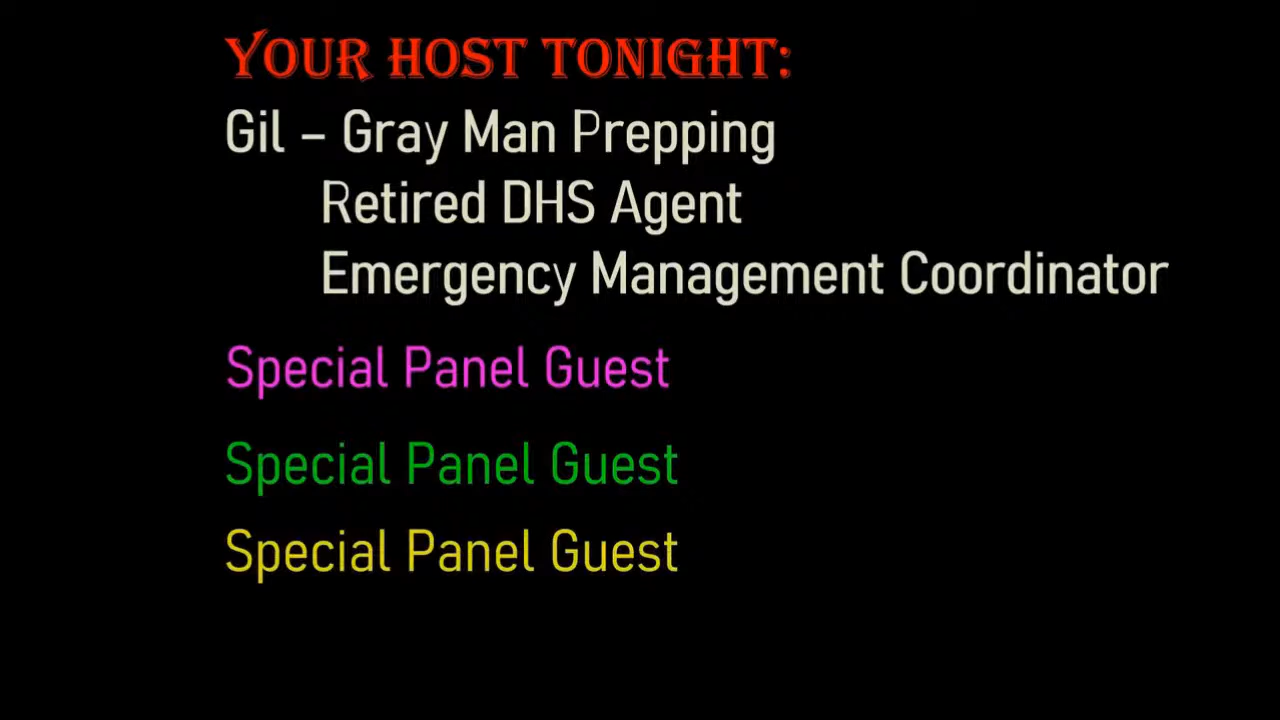 YOUR HOST TONIGHT:
Gil – Gray Man Prepping
Retired DHS Agent
Emergency Management Coordinator
Special Panel Guest
Special Panel Guest
Special Panel Guest